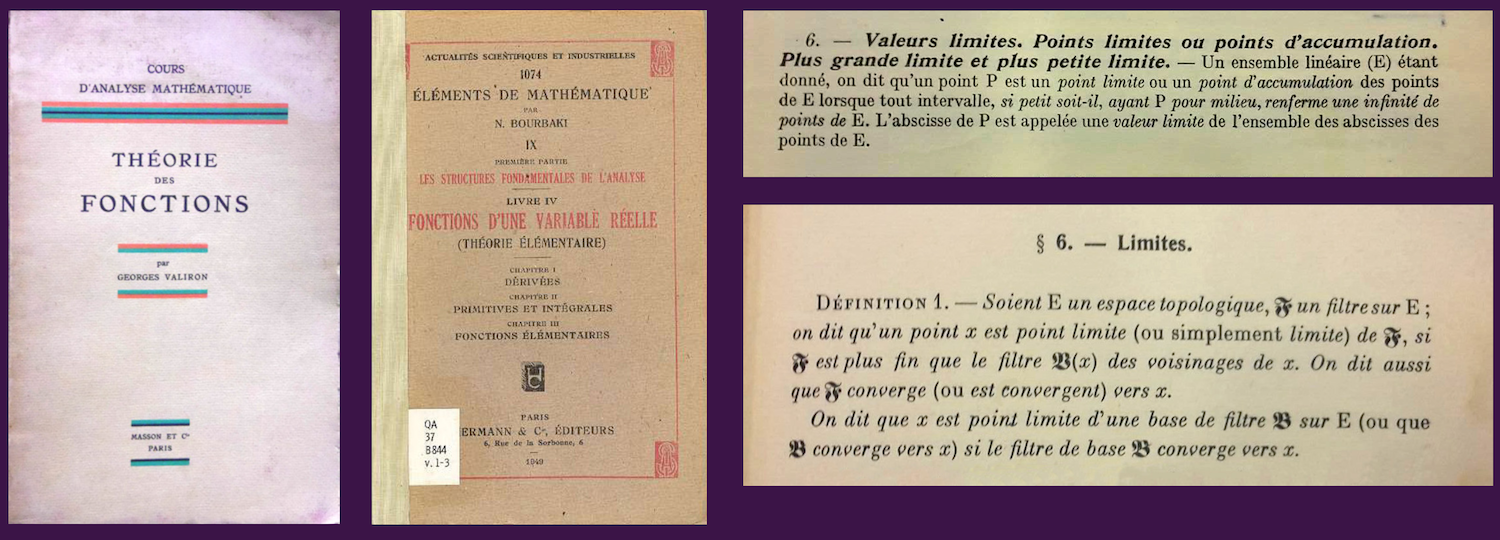 COURS
D'ANALYSE MATHÉMATIQUE
THÉORIE
DES
FONCTIONS
par
GEORGES VALIRON
MASSON ET Cie
PARIS
ACTUALITÉS SCIENTIFIQUES ET INDUSTRIELLES
1074
ÉLÉMENTS DE MATHÉMATIQUE
PAR
N. BOURBAKI
IX
PREMIÈRE PARTIE
LES STRUCTURES FONDAMENTALES DE L'ANALYSE
LIVRE IV
FONCTIONS D'UNE VARIABLE RÉELLE
(THÉORIE ÉLÉMENTAIRE)
CHAPITRE I
DÉRIVÉES
CHAPITRE II
PRIMITIVES ET INTÉGRALES
CHAPITRE III
FONCTIONS ÉLÉMENTAIRES
PARIS
ERMANN & Cie, ÉDITEURS
6, Rue de la Sorbonne, 6
1949
QA
37
B844
v. 1-3
6. — Valeurs limites. Points limites ou points d'accumulation.
Plus grande limite et plus petite limite. — Un ensemble linéaire (E) étant
donné, on dit qu'un point P est un point limite ou un point d'accumulation des points
de E lorsque tout intervalle, si petit soit-il, ayant P pour milieu, renferme une infinité de
points de E. L'abscisse de P est appelée une valeur limite de l'ensemble des abscisses des
points de E.
§ 6. — Limites.
DÉFINITION 1. — Soient E un espace topologique, 𝔉 un filtre sur E ;
on dit qu'un point x est point limite (ou simplement limite) de 𝔉, si
𝔉 est plus fin que le filtre 𝔅(x) des voisinages de x. On dit aussi
que 𝔉 converge (ou est convergent) vers x.
On dit que x est point limite d'une base de filtre 𝔅 sur E (ou que
𝔅 converge vers x) si le filtre de base 𝔅 converge vers x.